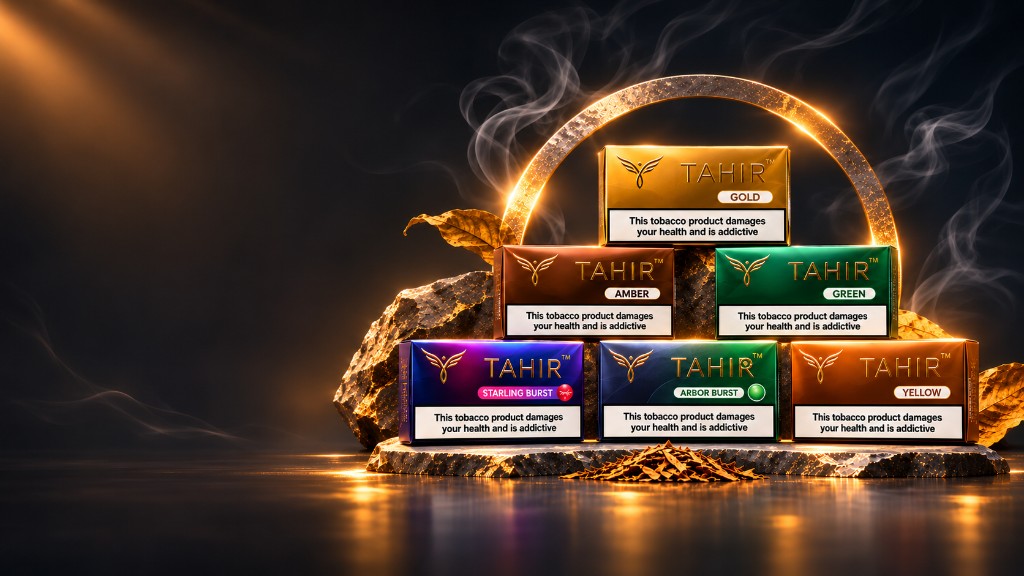 TAHIR™
GOLD
This tobacco product damages
your health and is addictive
TAHIR™
AMBER
This tobacco product damages
your health and is addictive
TAHIR™
GREEN
This tobacco product damages
your health and is addictive
TAHIR™
STARLING BURST
This tobacco product damages
your health and is addictive
TAHIR™
ARBOR BURST
This tobacco product damages
your health and is addictive
TAHIR™
YELLOW
This tobacco product damages
your health and is addictive